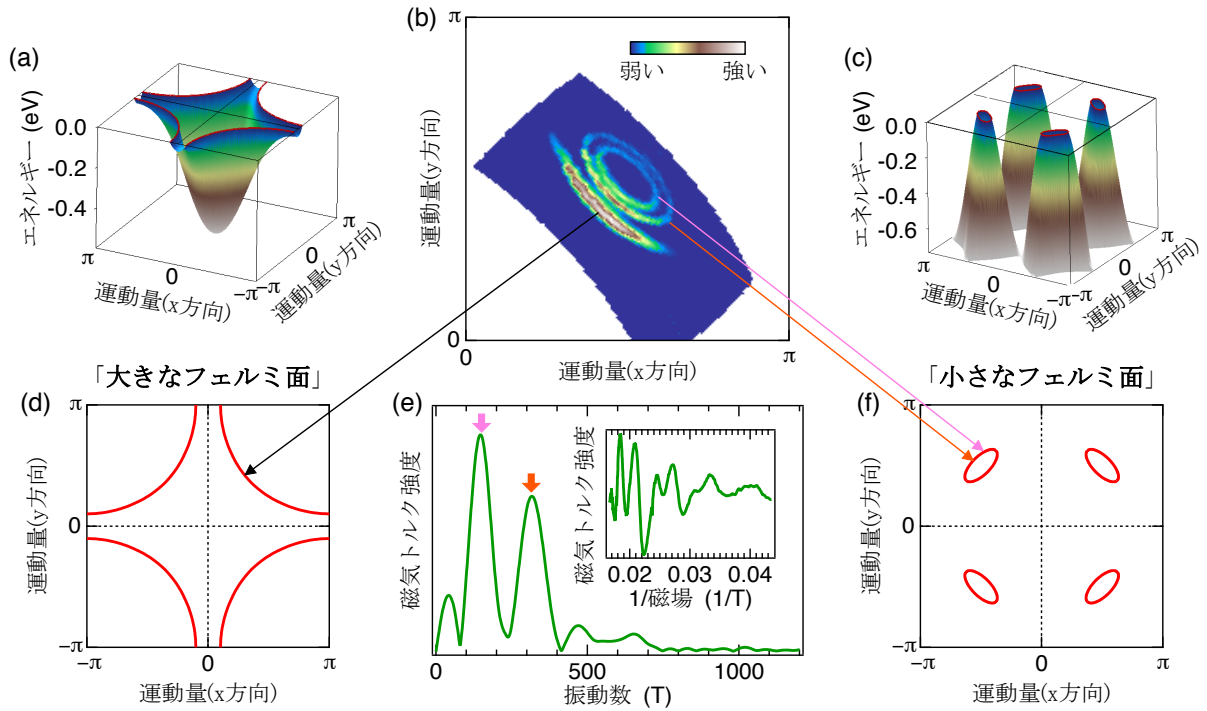 (a)
エネルギー (eV)
0.0
-0.2
-0.4
π
0
−π
運動量(x方向)
−π
0
π
運動量(y方向)
(b)
π
弱い
強い
運動量(y方向)
0
0
π
運動量(x方向)
(c)
エネルギー (eV)
0.0
-0.2
-0.4
-0.6
π
0
−π
運動量(x方向)
−π
0
π
運動量(y方向)
「大きなフェルミ面」
(d)
π
0
−π
運動量(y方向)
−π
0
π
運動量(x方向)
(e)
磁気トルク強度
0
500
1000
振動数 (T)
磁気トルク強度
0.02
0.03
0.04
1/磁場 (1/T)
「小さなフェルミ面」
(f)
π
0
−π
運動量(y方向)
−π
0
π
運動量(x方向)